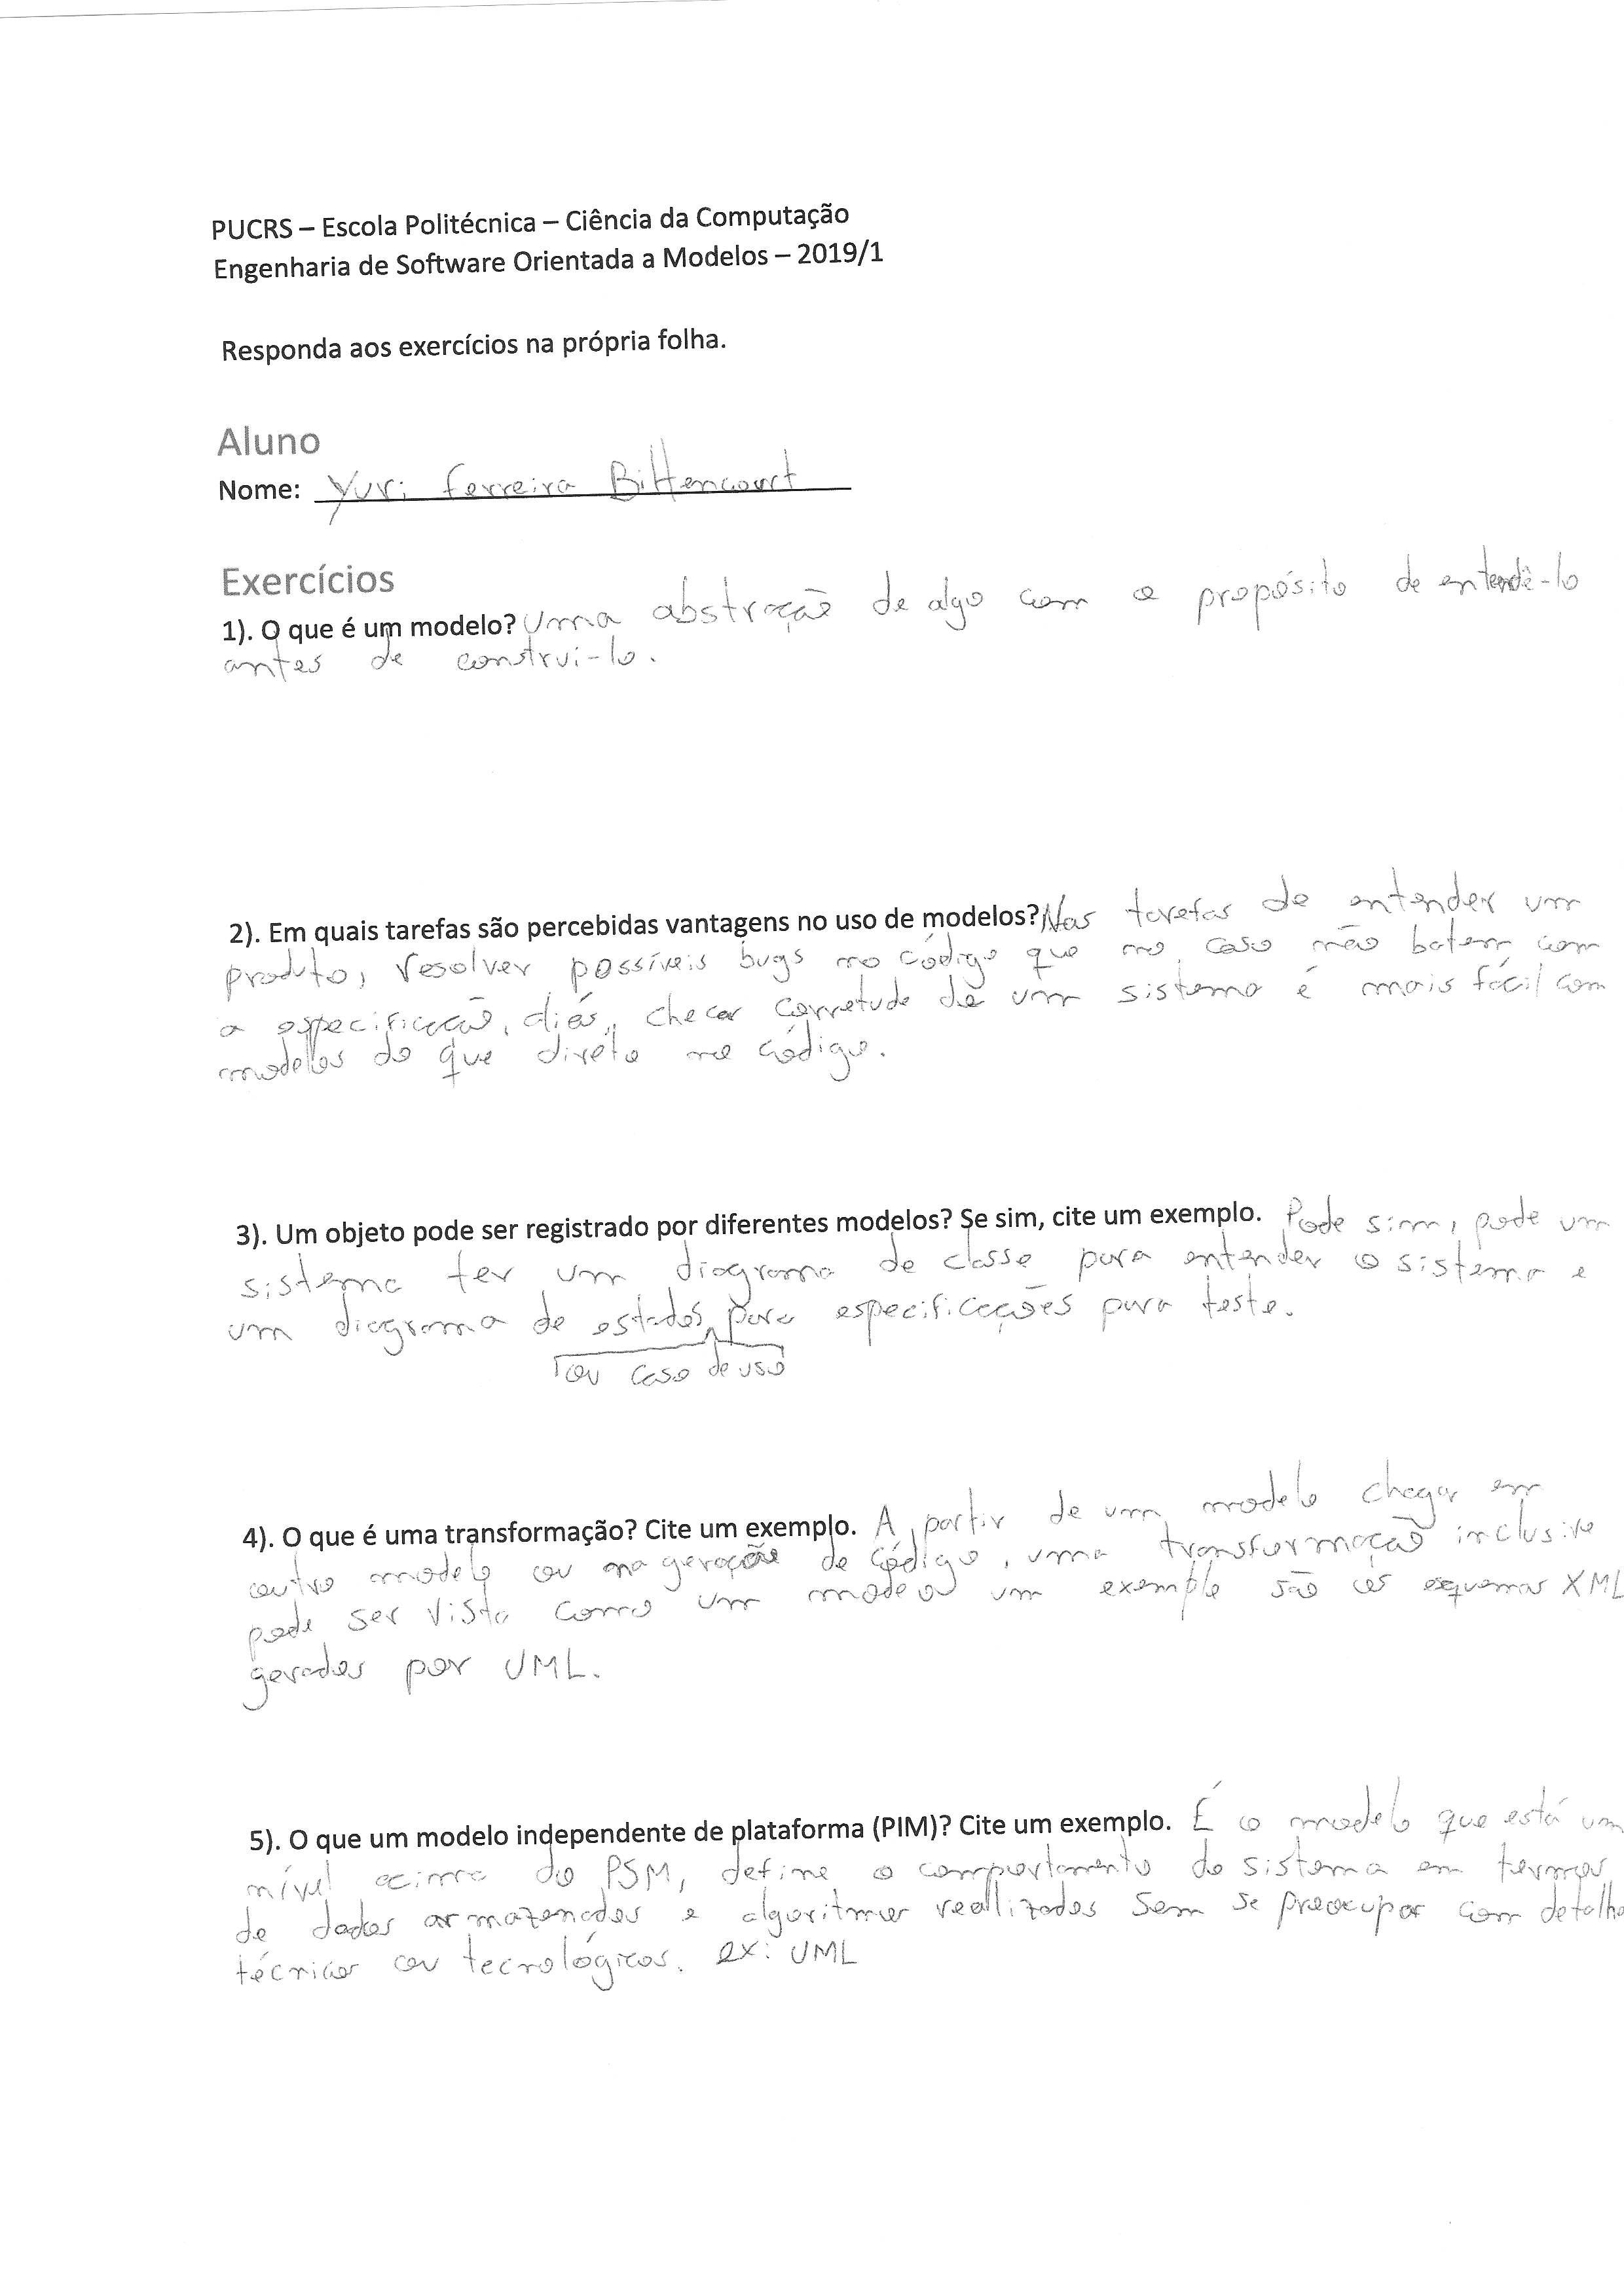 PUCRS – Escola Politécnica – Ciência da Computação
Engenharia de Software Orientada a Modelos – 2019/1
Responda aos exercícios na própria folha.
Aluno
Nome: Yuri Ferreira Bittencourt
Exercícios
1). O que é um modelo? Uma abstração de algo com o propósito de entendê-lo
antes de construi-lo.
2). Em quais tarefas são percebidas vantagens no uso de modelos? Nas tarefas de entender um
produto, resolver possíveis bugs no código que no caso não batem com
a especificação, aliás, checar corretude de um sistema é mais fácil com
modelos do que direto no código.
3). Um objeto pode ser registrado por diferentes modelos? Se sim, cite um exemplo. Pode sim, pode um
sistema ter um diagrama de classe para entender o sistema e
um diagrama de estados para especificações para teste.
ou caso de uso
4). O que é uma transformação? Cite um exemplo. A partir de um modelo chegar em
outro modelo ou na geração de código, uma transformação inclusive
pode ser vista como um modelo um exemplo são os esquemas XML
gerados por UML.
5). O que um modelo independente de plataforma (PIM)? Cite um exemplo. É o modelo que está um
nível acima do PSM, define o comportamento do sistema em termos
de dados armazenados e algoritmos reallizados sem se preocupar com detalhe
técnicos ou tecnológicos. ex: UML